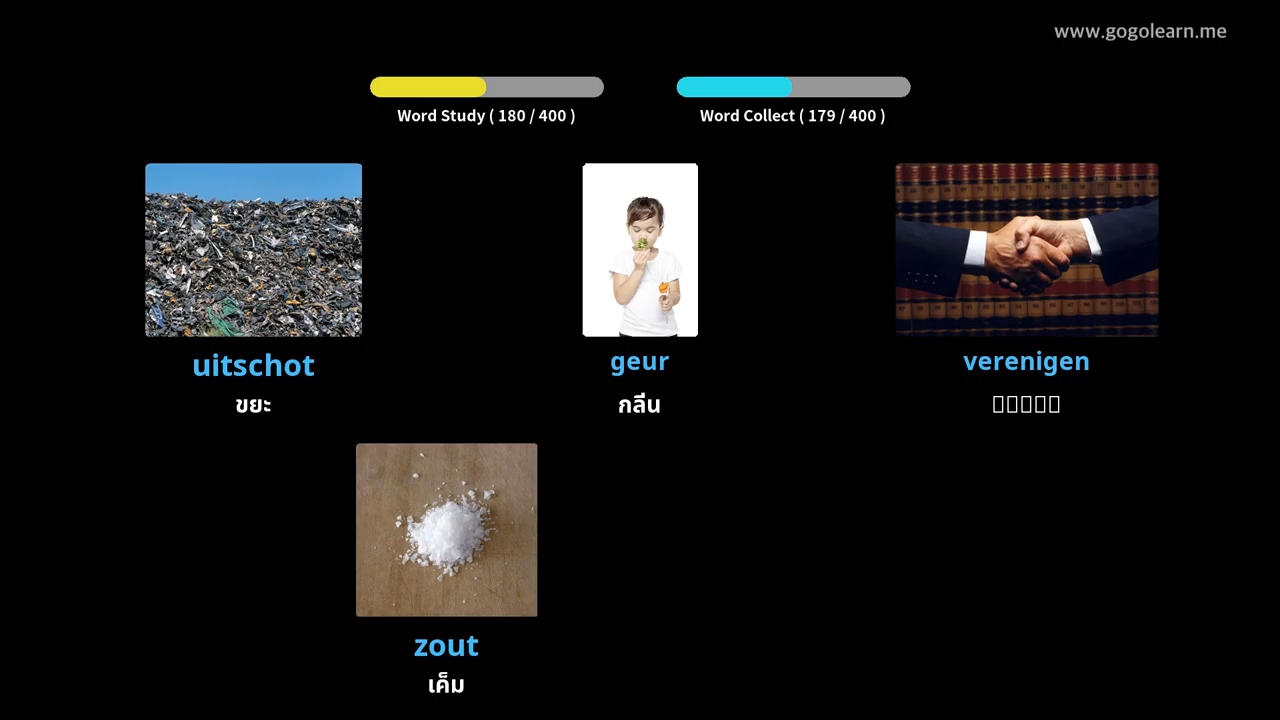 www.gogolearn.me
Word Study ( 180 / 400 )
Word Collect ( 179 / 400 )
uitschot
geur
verenigen
ขยะ
กลิ่น
zout
เค็ม